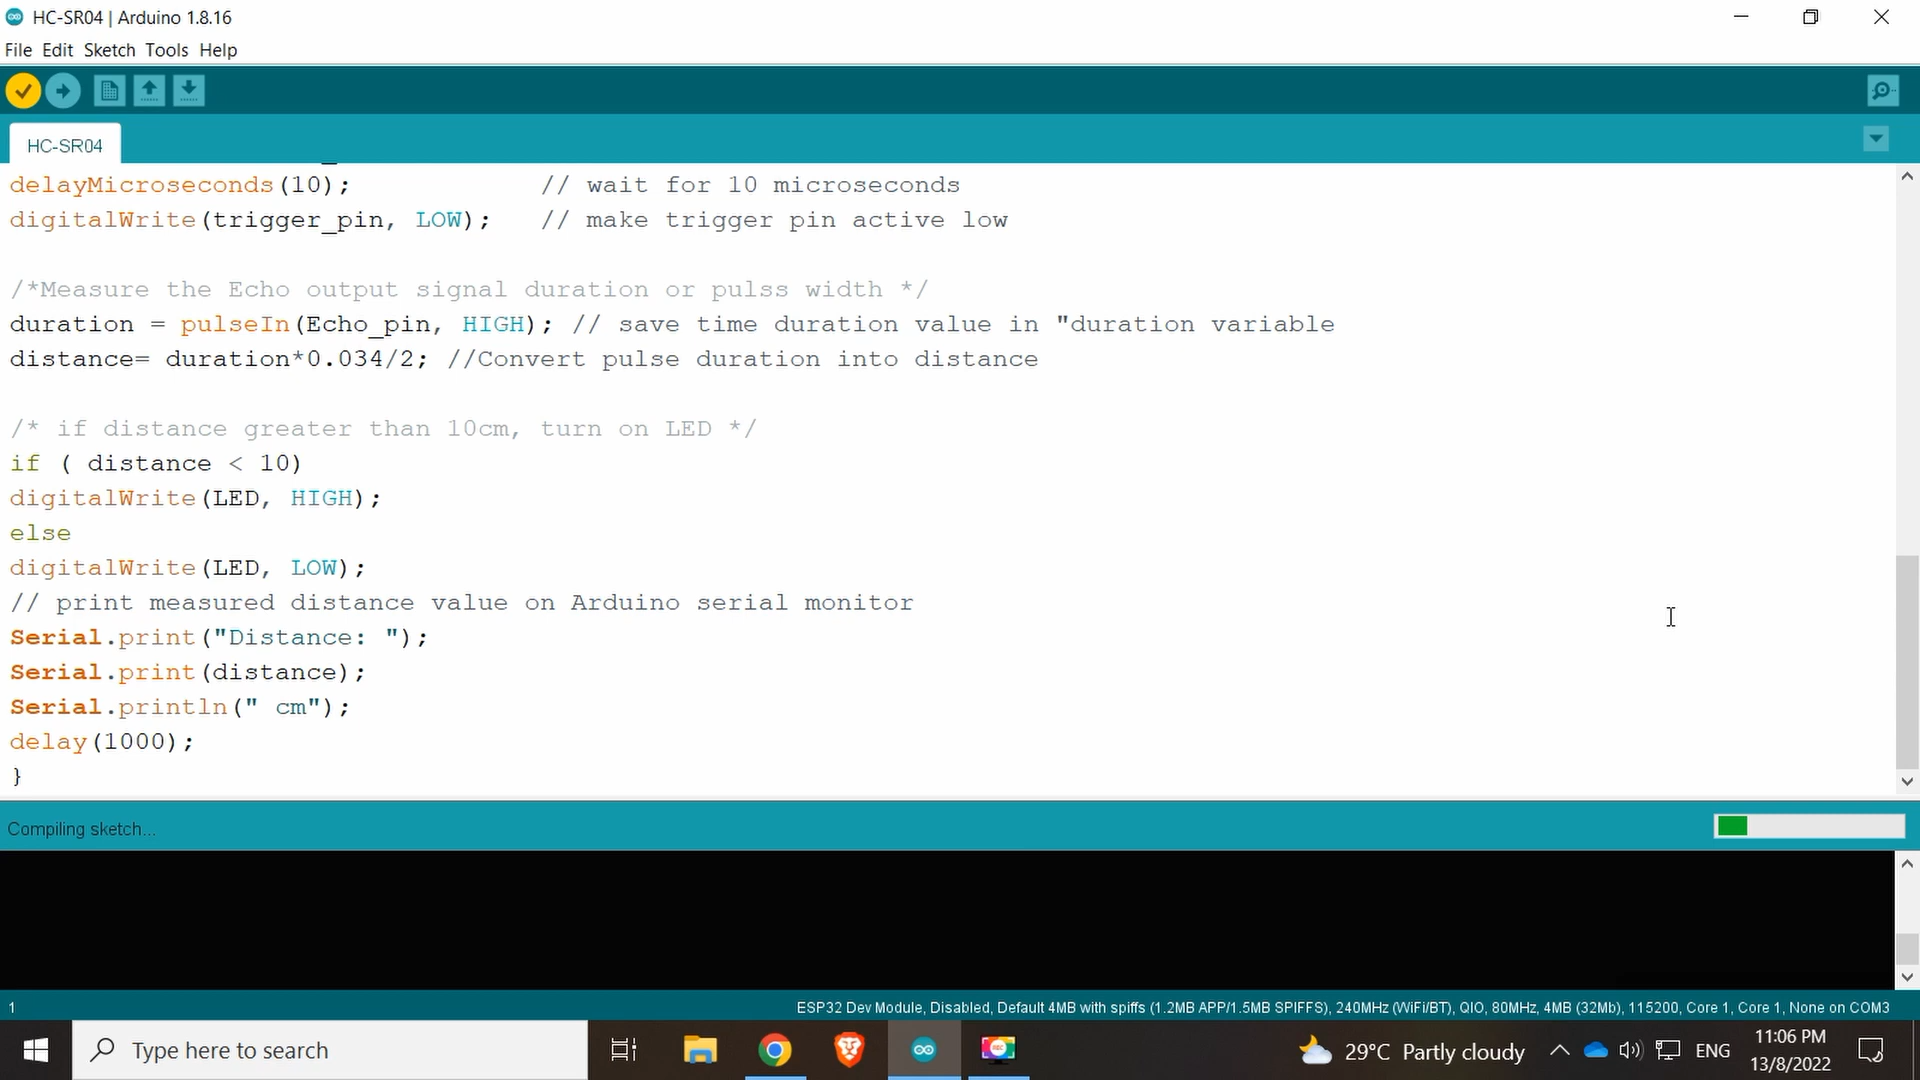 HC-SR04 | Arduino 1.8.16
File Edit Sketch Tools Help
HC-SR04
delayMicroseconds(10); // wait for 10 microseconds
digitalWrite(trigger_pin, LOW); // make trigger pin active low
/*Measure the Echo output signal duration or pulss width */
duration = pulseIn(Echo_pin, HIGH); // save time duration value in "duration variable
distance= duration*0.034/2; //Convert pulse duration into distance
/* if distance greater than 10cm, turn on LED */
if ( distance < 10)
digitalWrite(LED, HIGH);
else
digitalWrite(LED, LOW);
// print measured distance value on Arduino serial monitor
Serial.print("Distance: ");
Serial.print(distance);
Serial.println(" cm");
delay(1000);
}
Compiling sketch...
1 ESP32 Dev Module, Disabled, Default 4MB with spiffs (1.2MB APP/1.5MB SPIFFS), 240MHz (WiFi/BT), QIO, 80MHz, 4MB (32Mb), 115200, Core 1, Core 1, None on COM3
Type here to search
29°C Partly cloudy
ENG
11:06 PM
13/8/2022